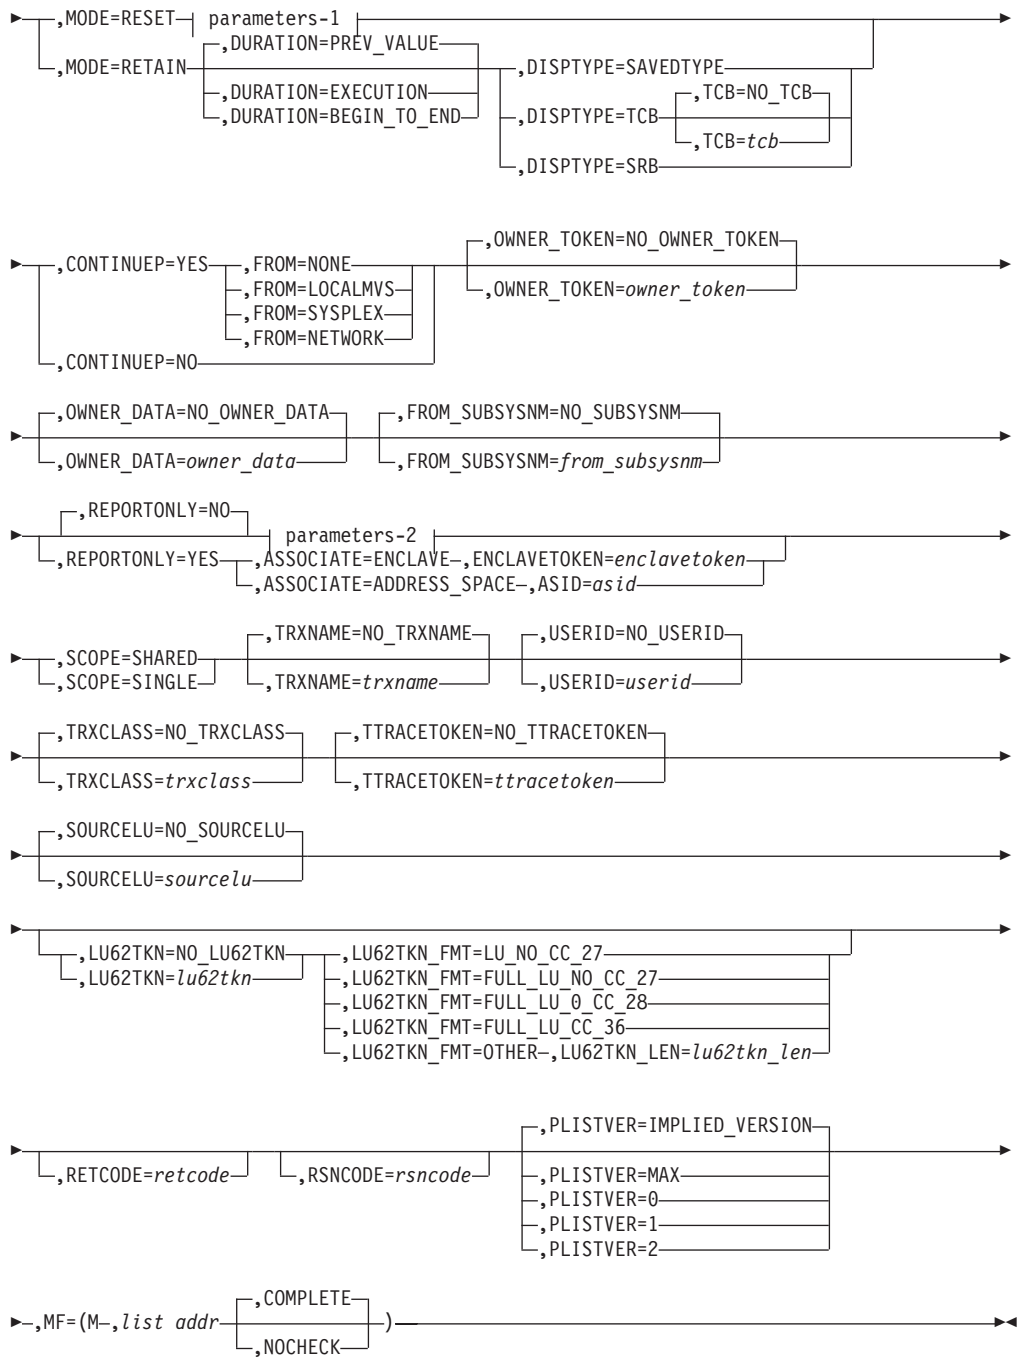 ,MODE=RESET parameters-1
,DURATION=PREV_VALUE
,MODE=RETAIN ,DISPTYPE=SAVEDTYPE
,DURATION=EXECUTION ,TCB=NO_TCB
,DURATION=BEGIN_TO_END ,DISPTYPE=TCB
,TCB=tcb
,DISPTYPE=SRB
,OWNER_TOKEN=NO_OWNER_TOKEN
,CONTINUEP=YES ,FROM=NONE
,FROM=LOCALMVS ,OWNER_TOKEN=owner_token
,FROM=SYSPLEX
,FROM=NETWORK
,CONTINUEP=NO
,OWNER_DATA=NO_OWNER_DATA ,FROM_SUBSYSNM=NO_SUBSYSNM
,OWNER_DATA=owner_data ,FROM_SUBSYSNM=from_subsysnm
,REPORTONLY=NO
parameters-2
,REPORTONLY=YES ,ASSOCIATE=ENCLAVE ,ENCLAVETOKEN=enclavetoken
,ASSOCIATE=ADDRESS_SPACE ,ASID=asid
,TRXNAME=NO_TRXNAME ,USERID=NO_USERID
,SCOPE=SHARED
,SCOPE=SINGLE ,TRXNAME=trxname ,USERID=userid
,TRXCLASS=NO_TRXCLASS ,TTRACETOKEN=NO_TTRACETOKEN
,TRXCLASS=trxclass ,TTRACETOKEN=ttracetoken
,SOURCELU=NO_SOURCELU
,SOURCELU=sourcelu
,LU62TKN=NO_LU62TKN ,LU62TKN_FMT=LU_NO_CC_27
,LU62TKN=lu62tkn ,LU62TKN_FMT=FULL_LU_NO_CC_27
,LU62TKN_FMT=FULL_LU_0_CC_28
,LU62TKN_FMT=FULL_LU_CC_36
,LU62TKN_FMT=OTHER ,LU62TKN_LEN=lu62tkn_len
,PLISTVER=IMPLIED_VERSION
,RETCODE=retcode ,RSNCODE=rsncode ,PLISTVER=MAX
,PLISTVER=0
,PLISTVER=1
,PLISTVER=2
,COMPLETE
,MF=(M ,list addr )
,NOCHECK